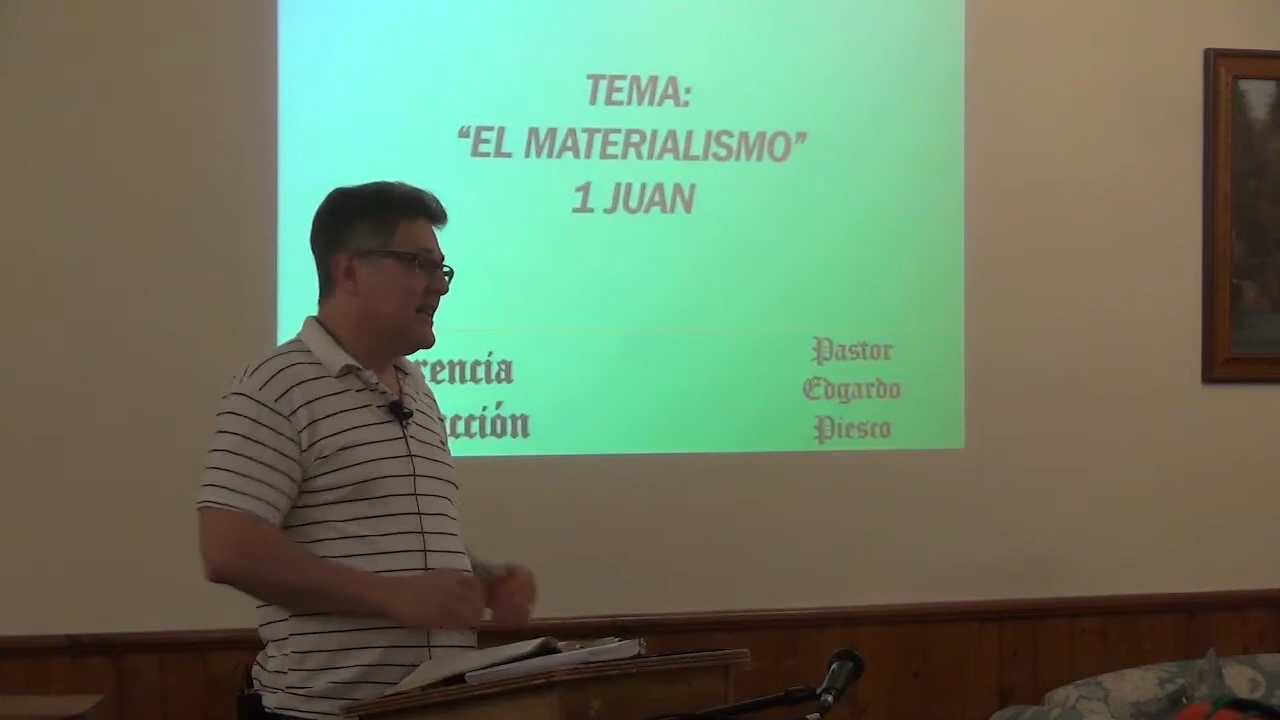 TEMA:
“EL MATERIALISMO”
1 JUAN
Pastor
Edgardo
Piesco